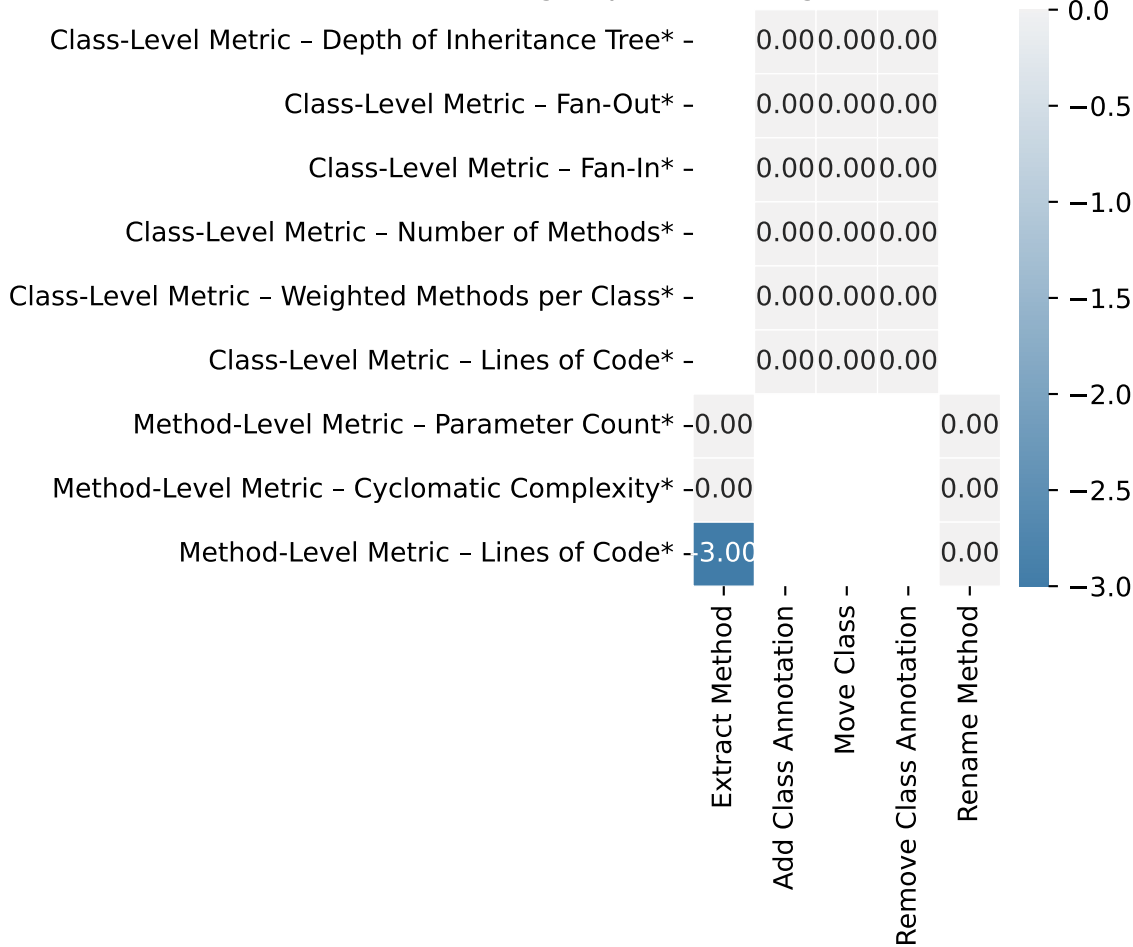 Class-Level Metric – Depth of Inheritance Tree* 0.00 0.00 0.00
Class-Level Metric – Fan-Out* 0.00 0.00 0.00
Class-Level Metric – Fan-In* 0.00 0.00 0.00
Class-Level Metric – Number of Methods* 0.00 0.00 0.00
Class-Level Metric – Weighted Methods per Class* 0.00 0.00 0.00
Class-Level Metric – Lines of Code* 0.00 0.00 0.00
Method-Level Metric – Parameter Count* 0.00 0.00
Method-Level Metric – Cyclomatic Complexity* 0.00 0.00
Method-Level Metric – Lines of Code* -3.00 0.00
Extract Method
Add Class Annotation
Move Class
Remove Class Annotation
Rename Method
0.0
−0.5
−1.0
−1.5
−2.0
−2.5
−3.0